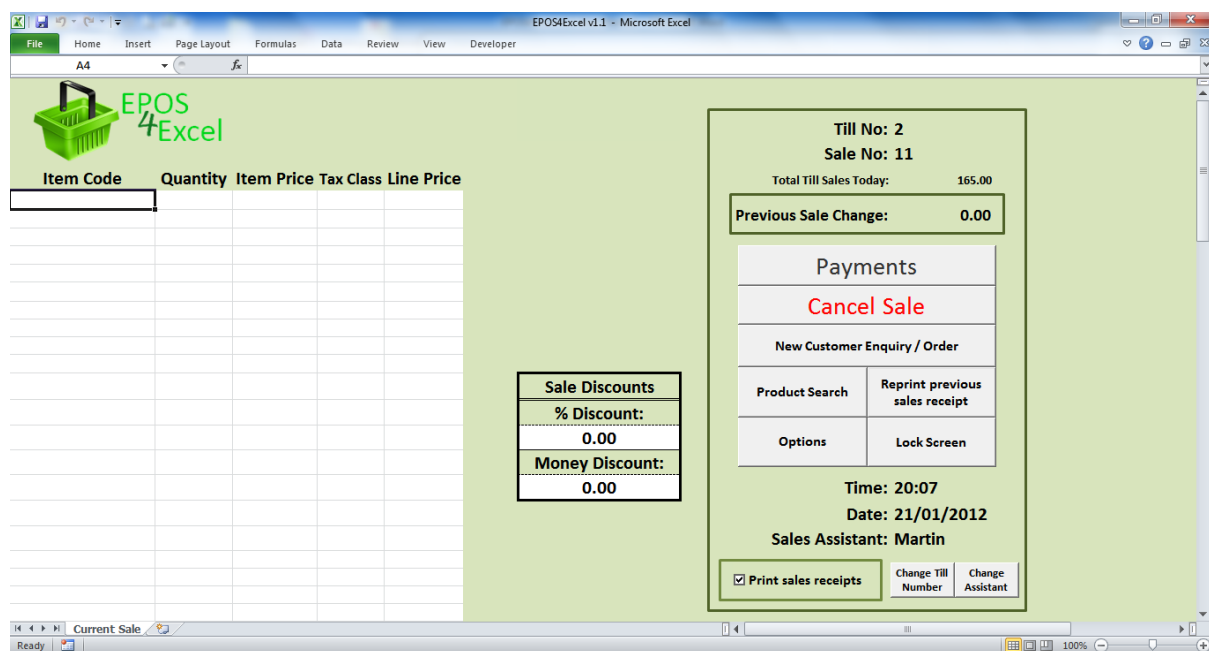 EPOS4Excel v1.1 - Microsoft Excel
File Home Insert Page Layout Formulas Data Review View Developer
A4 fx
EPOS
4Excel
Till No: 2
Sale No: 11
Item Code Quantity Item Price Tax Class Line Price
Total Till Sales Today: 165.00
Previous Sale Change: 0.00
Payments
Cancel Sale
New Customer Enquiry / Order
Product Search
Reprint previous
sales receipt
Options
Lock Screen
Sale Discounts
% Discount:
0.00
Money Discount:
0.00
Time: 20:07
Date: 21/01/2012
Sales Assistant: Martin
Print sales receipts
Change Till
Number
Change
Assistant
Current Sale
Ready
100%